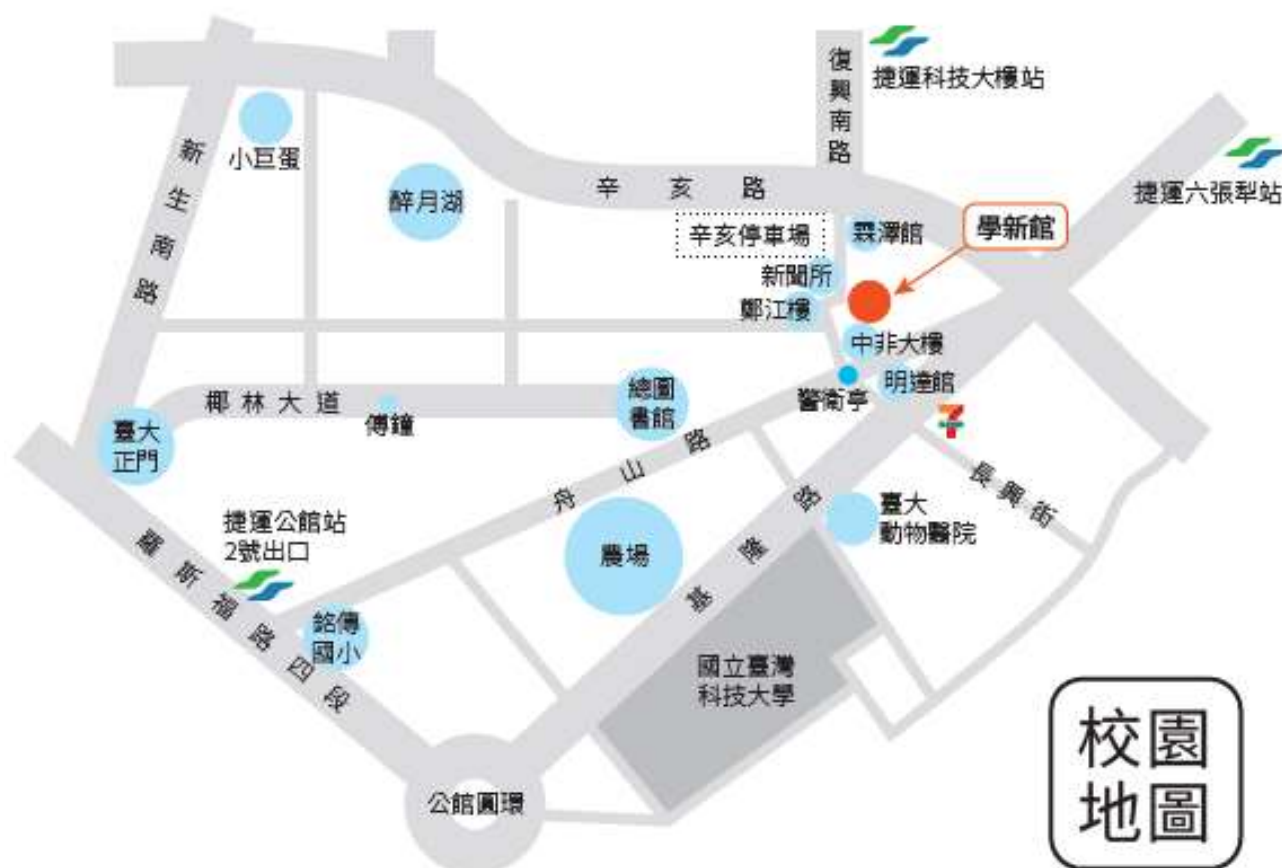 復興南路
捷運科技大樓站
小巨蛋
新生南路
醉月湖
辛亥路
捷運六張犁站
學新館
辛亥停車場
霖澤館
新聞所
鄭江樓
中非大樓
明達館
警衛亭
7
椰林大道
傅鐘
總圖
書館
臺大
正門
舟山路
長興街
捷運公館站
2號出口
農場
基隆路
臺大
動物醫院
羅斯福路四段
銘傳
國小
國立臺灣
科技大學
公館圓環
校園
地圖